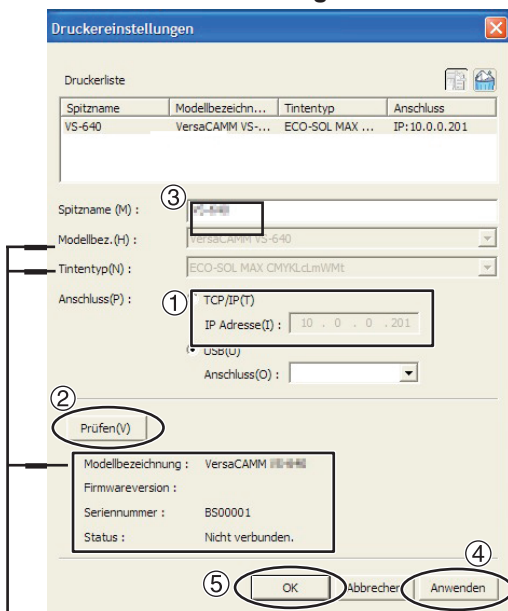 Druckereinstellungen
Druckerliste
Spitzname Modellbezeichn... Tintentyp Anschluss
VS-640 VersaCAMM VS-... ECO-SOL MAX ... IP:10.0.0.201
③
Spitzname (M) :
Modellbez.(H) : VersaCAMM VS-640
Tintentyp(N) : ECO-SOL MAX CMYKLcLmWMt
Anschluss(P) : ① TCP/IP(T)
IP Adresse(I) : 10 . 0 . 0 .201
USB(U)
Anschluss(O) :
②
Prüfen(V)
Modellbezeichnung : VersaCAMM
Firmwareversion :
Seriennummer : BS00001
Status : Nicht verbunden.
④
⑤ OK Abbrechen Anwenden